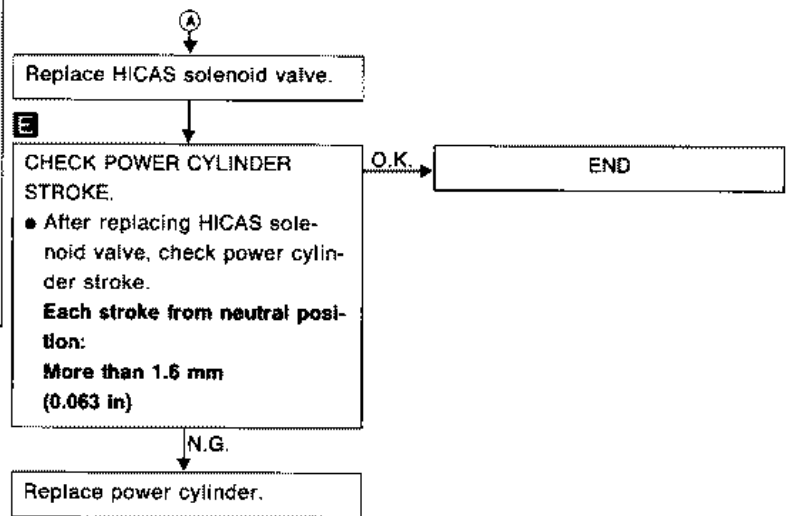 A
Replace HICAS solenoid valve.
E
CHECK POWER CYLINDER
STROKE.
● After replacing HICAS sole-
noid valve, check power cylin-
der stroke.
Each stroke from neutral posi-
tion:
More than 1.6 mm
(0.063 in)
O.K.
END
N.G.
Replace power cylinder.